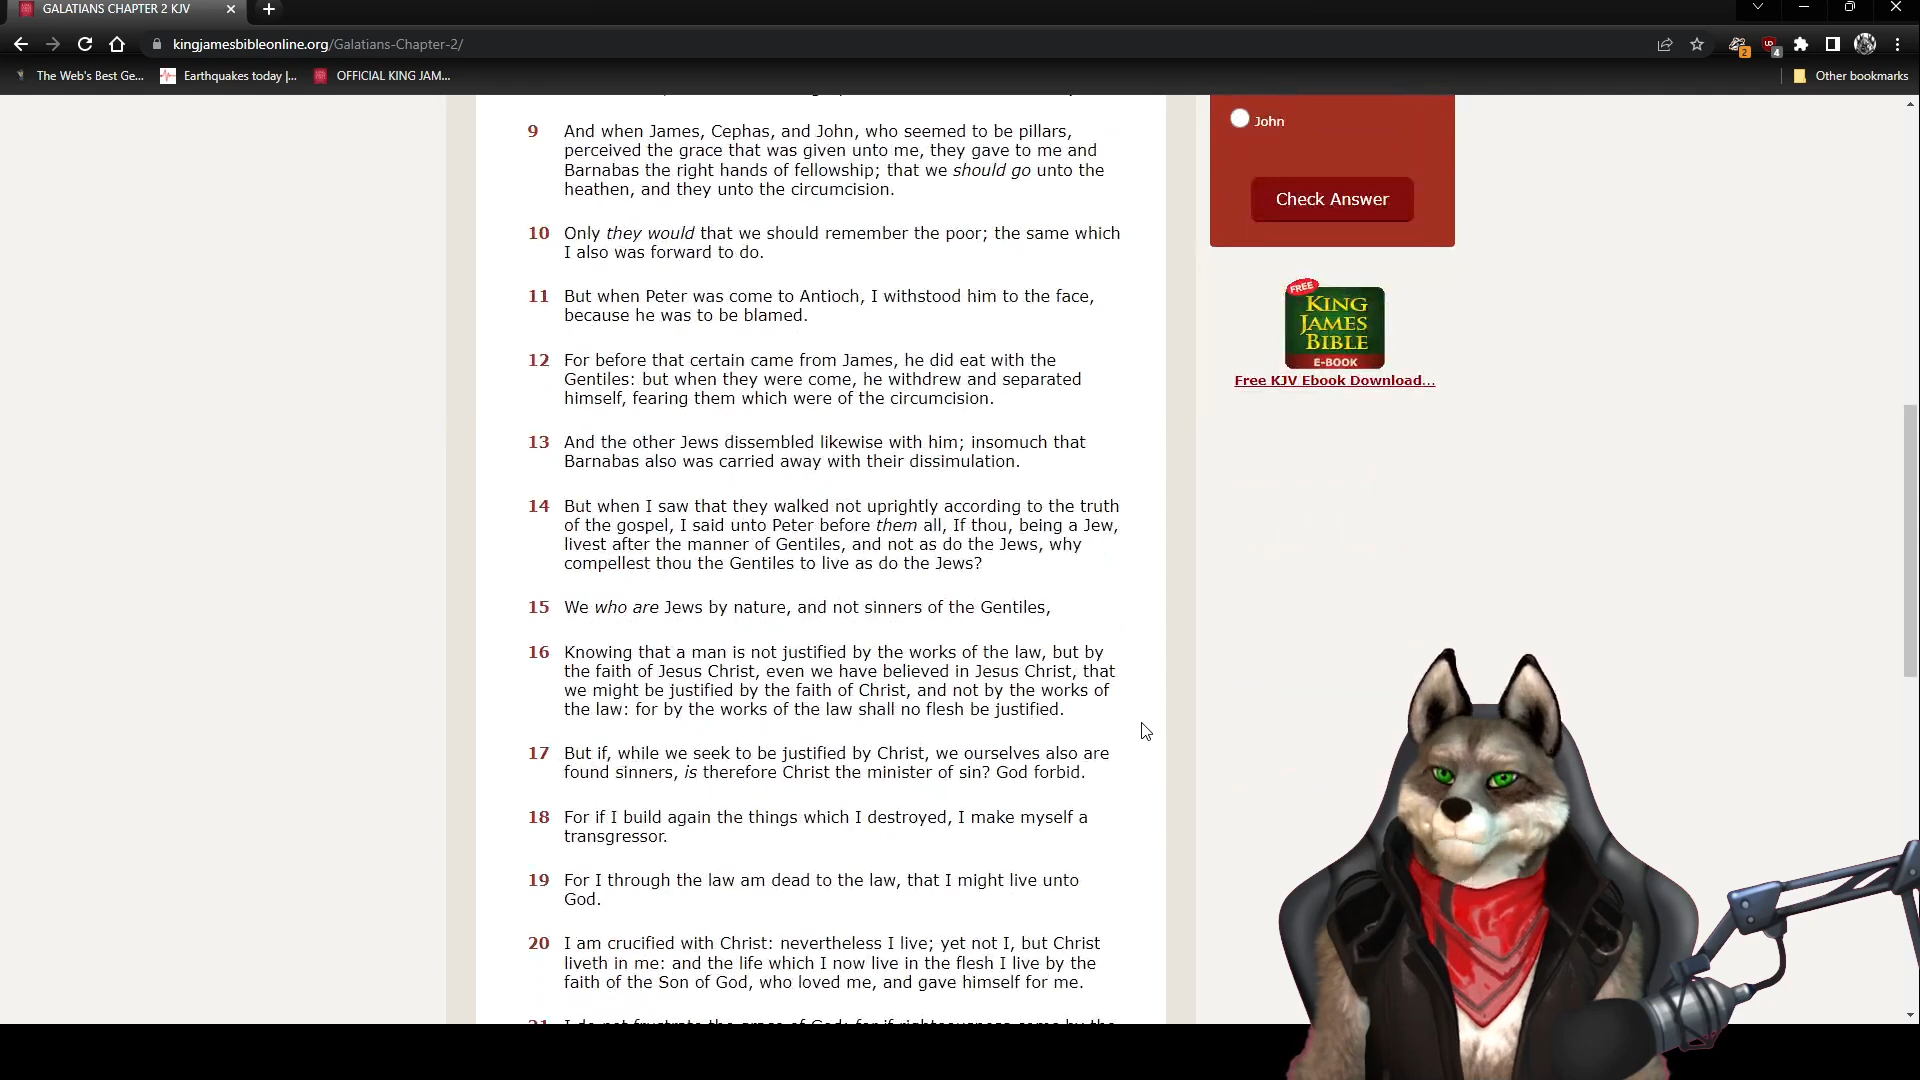 GALATIANS CHAPTER 2 KJV
kingjamesbibleonline.org/Galatians-Chapter-2/
2
4
The Web's Best Ge...
Earthquakes today |...
OFFICIAL KING JAM...
Other bookmarks
9 And when James, Cephas, and John, who seemed to be pillars,
perceived the grace that was given unto me, they gave to me and
Barnabas the right hands of fellowship; that we should go unto the
heathen, and they unto the circumcision.
10 Only they would that we should remember the poor; the same which
I also was forward to do.
11 But when Peter was come to Antioch, I withstood him to the face,
because he was to be blamed.
12 For before that certain came from James, he did eat with the
Gentiles: but when they were come, he withdrew and separated
himself, fearing them which were of the circumcision.
13 And the other Jews dissembled likewise with him; insomuch that
Barnabas also was carried away with their dissimulation.
14 But when I saw that they walked not uprightly according to the truth
of the gospel, I said unto Peter before them all, If thou, being a Jew,
livest after the manner of Gentiles, and not as do the Jews, why
compellest thou the Gentiles to live as do the Jews?
15 We who are Jews by nature, and not sinners of the Gentiles,
16 Knowing that a man is not justified by the works of the law, but by
the faith of Jesus Christ, even we have believed in Jesus Christ, that
we might be justified by the faith of Christ, and not by the works of
the law: for by the works of the law shall no flesh be justified.
17 But if, while we seek to be justified by Christ, we ourselves also are
found sinners, is therefore Christ the minister of sin? God forbid.
18 For if I build again the things which I destroyed, I make myself a
transgressor.
19 For I through the law am dead to the law, that I might live unto
God.
20 I am crucified with Christ: nevertheless I live; yet not I, but Christ
liveth in me: and the life which I now live in the flesh I live by the
faith of the Son of God, who loved me, and gave himself for me.
21 I do not frustrate the grace of God: for if righteousness come by the
John
Check Answer
FREE
KING
JAMES
BIBLE
E-BOOK
Free KJV Ebook Download...